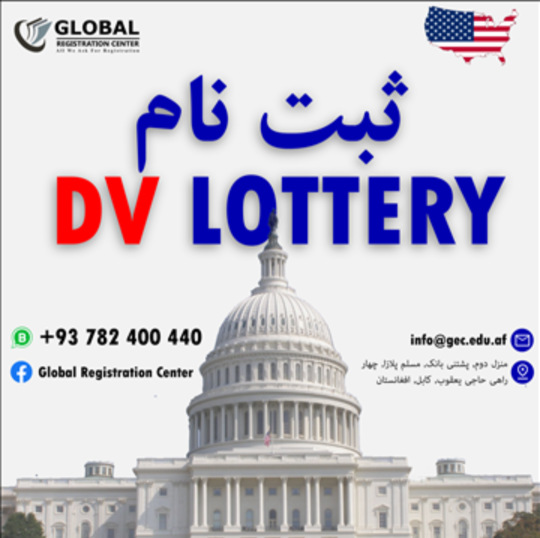 GLOBAL
REGISTRATION CENTER
All We Ask For Registration
ثبت نام
DV LOTTERY
+93 782 400 440
Global Registration Center
info@gec.edu.af
منزل دوم, پشتنی بانک, مسلم پلازا, چهار
راهی حاجی یعقوب, کابل, افغانستان